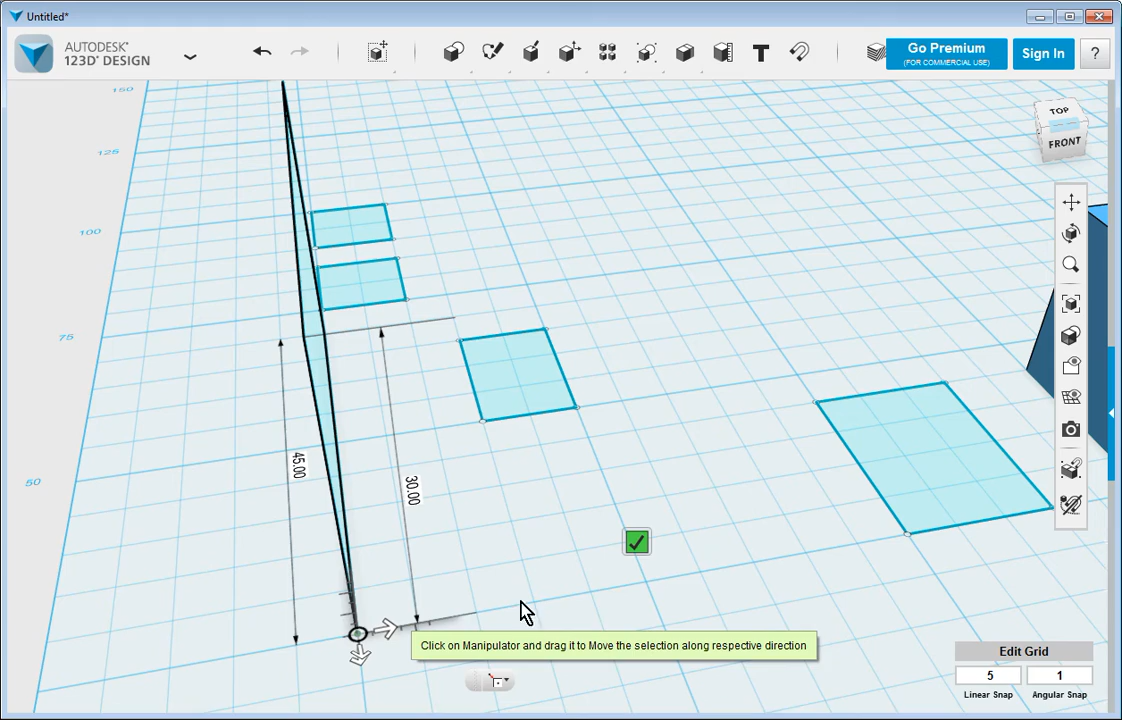 Untitled*
AUTODESK®
123D® DESIGN
T
Go Premium
(FOR COMMERCIAL USE)
Sign In
?
TOP
FRONT
150
125
100
75
50
45.00
30.00
Click on Manipulator and drag it to Move the selection along respective direction
Edit Grid
5
1
Linear Snap
Angular Snap